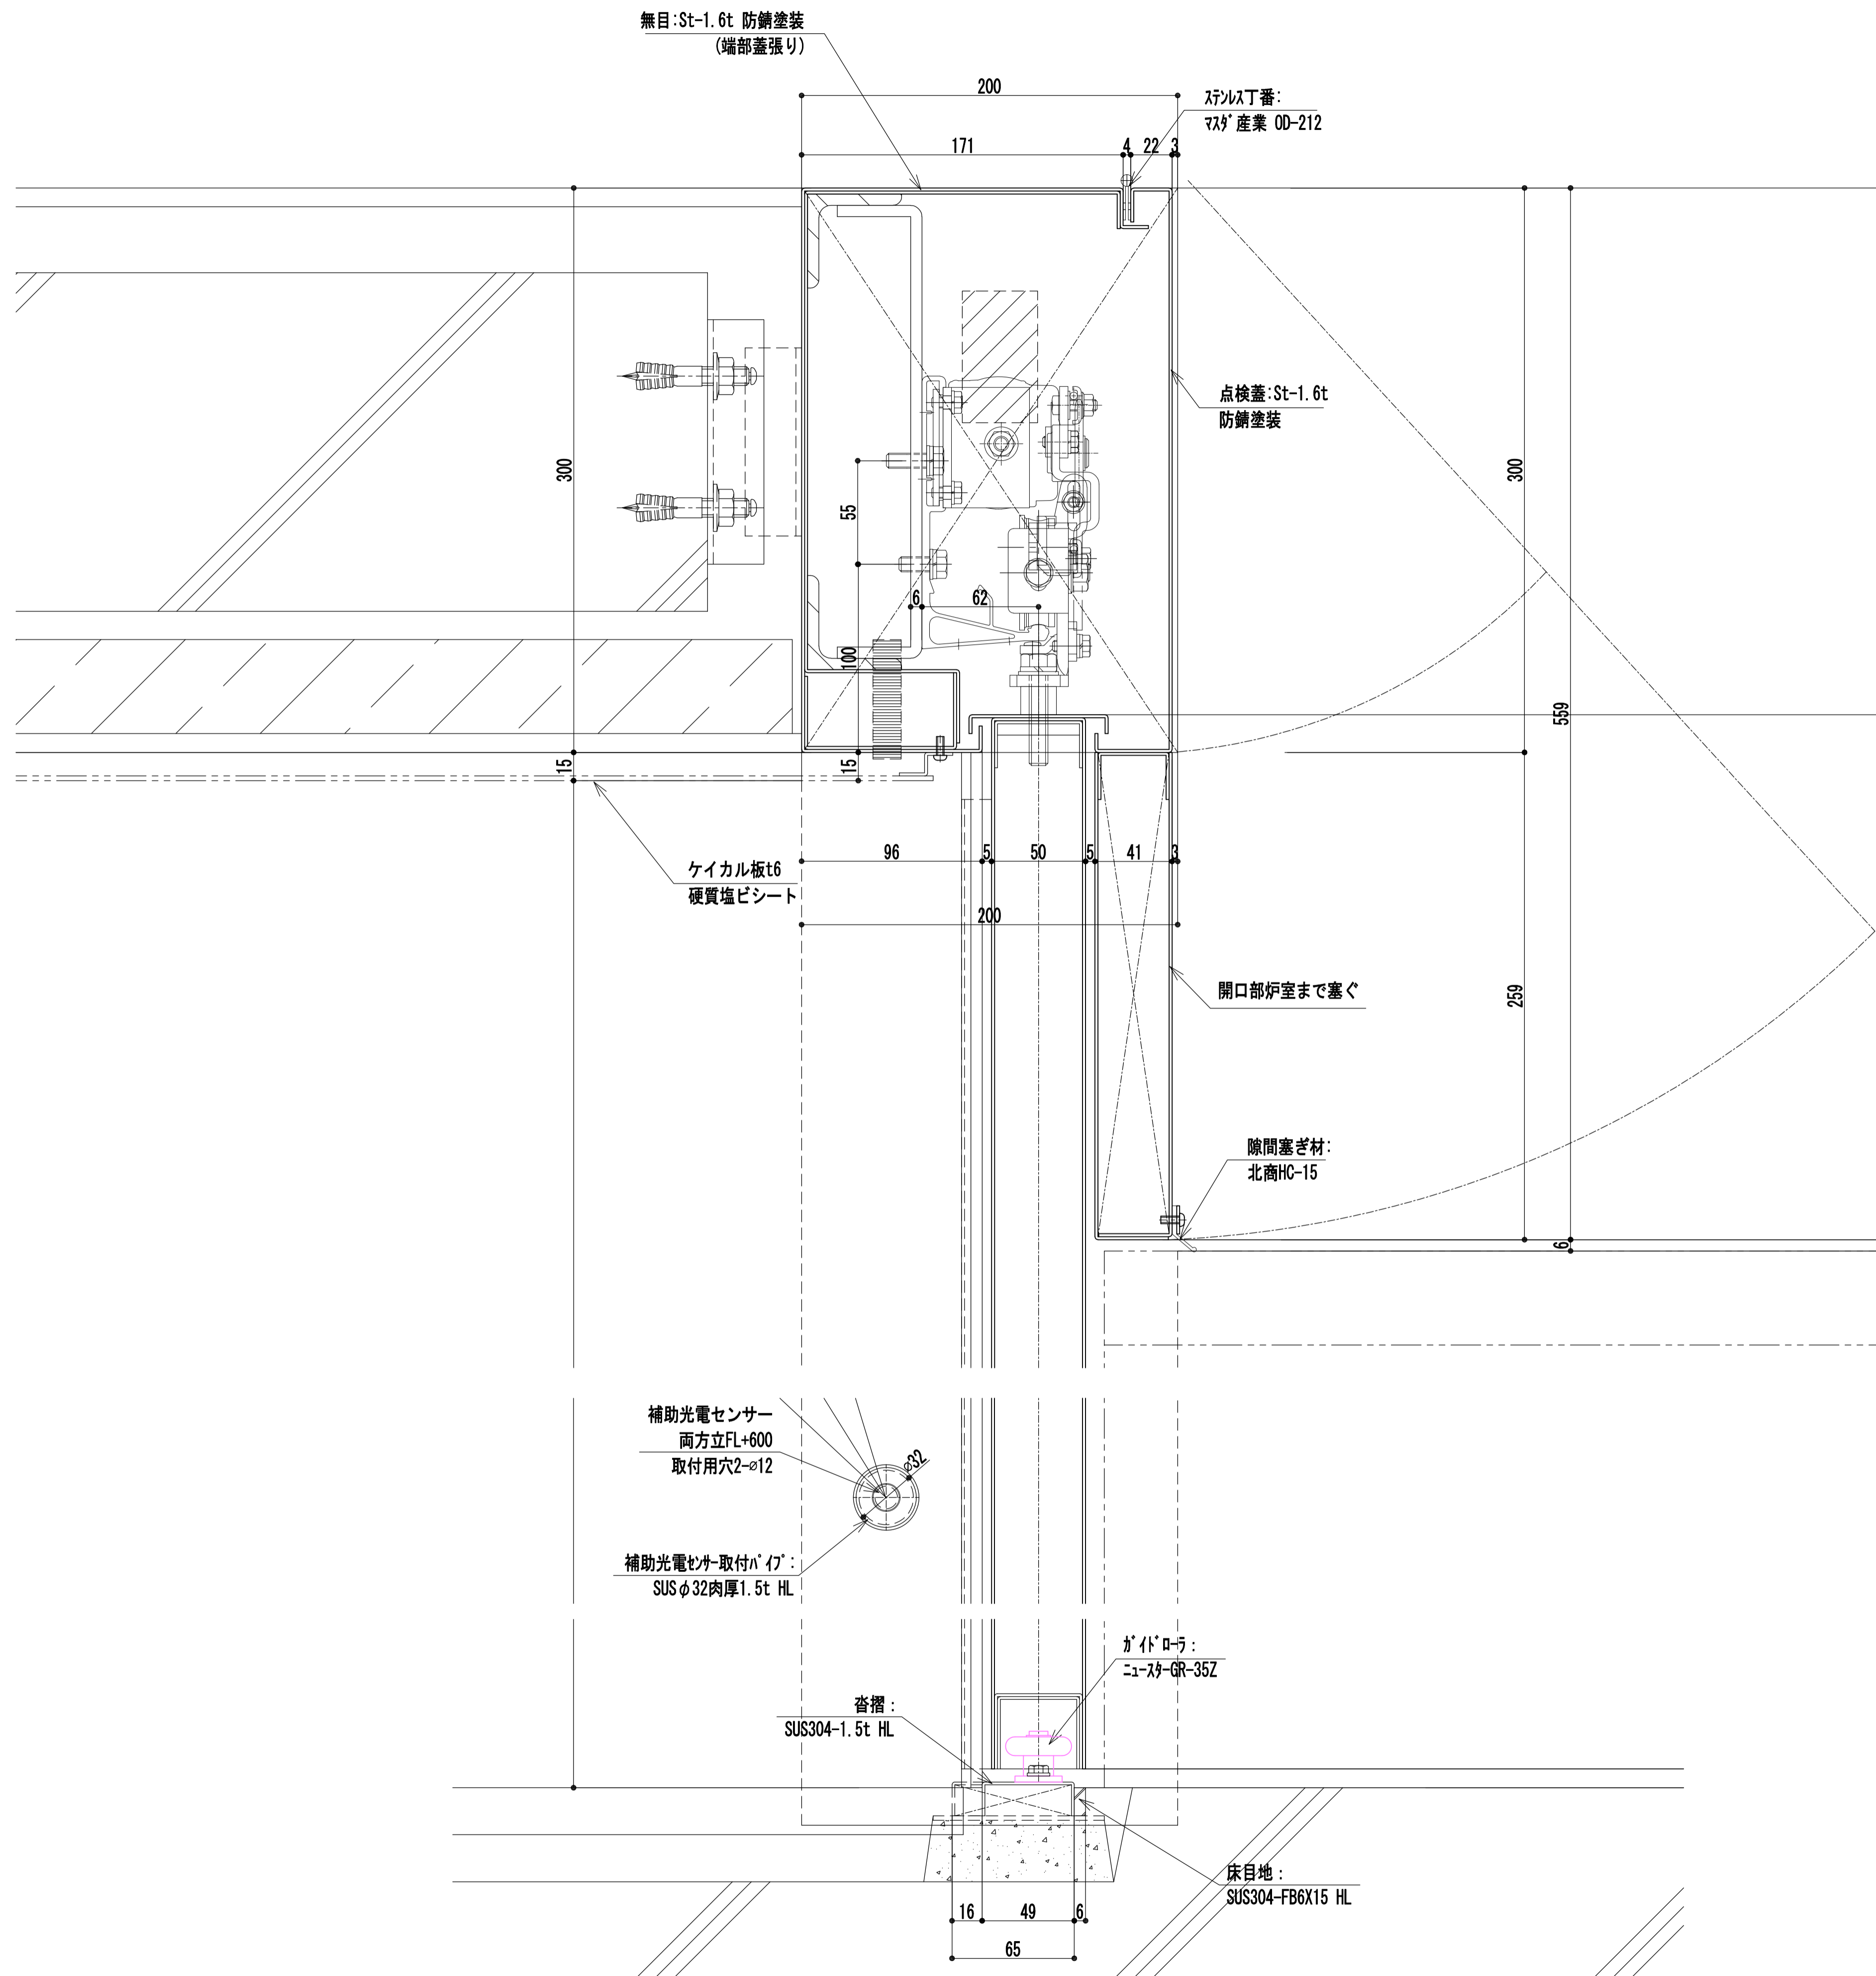 無目:St-1.6t 防錆塗装
(端部蓋張り)
200
ｽﾃﾝﾚｽ丁番:
ﾏｽﾀﾞ産業 OD-212
171
4
22
3
点検蓋:St-1.6t
防錆塗装
300
300
55
6
62
100
559
15
15
96
5
50
5
41
3
ケイカル板t6
硬質塩ビシート
200
開口部炉室まで塞ぐ
259
隙間塞ぎ材:
北商HC-15
6
補助光電センサー
両方立FL+600
取付用穴2-⌀12
⌀32
補助光電ｾﾝｻｰ取付ﾊﾟｲﾌﾟ:
SUSφ32肉厚1.5t HL
ｶﾞｲﾄﾞﾛｰﾗ:
ﾆｭｰｽﾀｰGR-35Z
沓摺:
SUS304-1.5t HL
床目地:
SUS304-FB6X15 HL
16
49
6
65